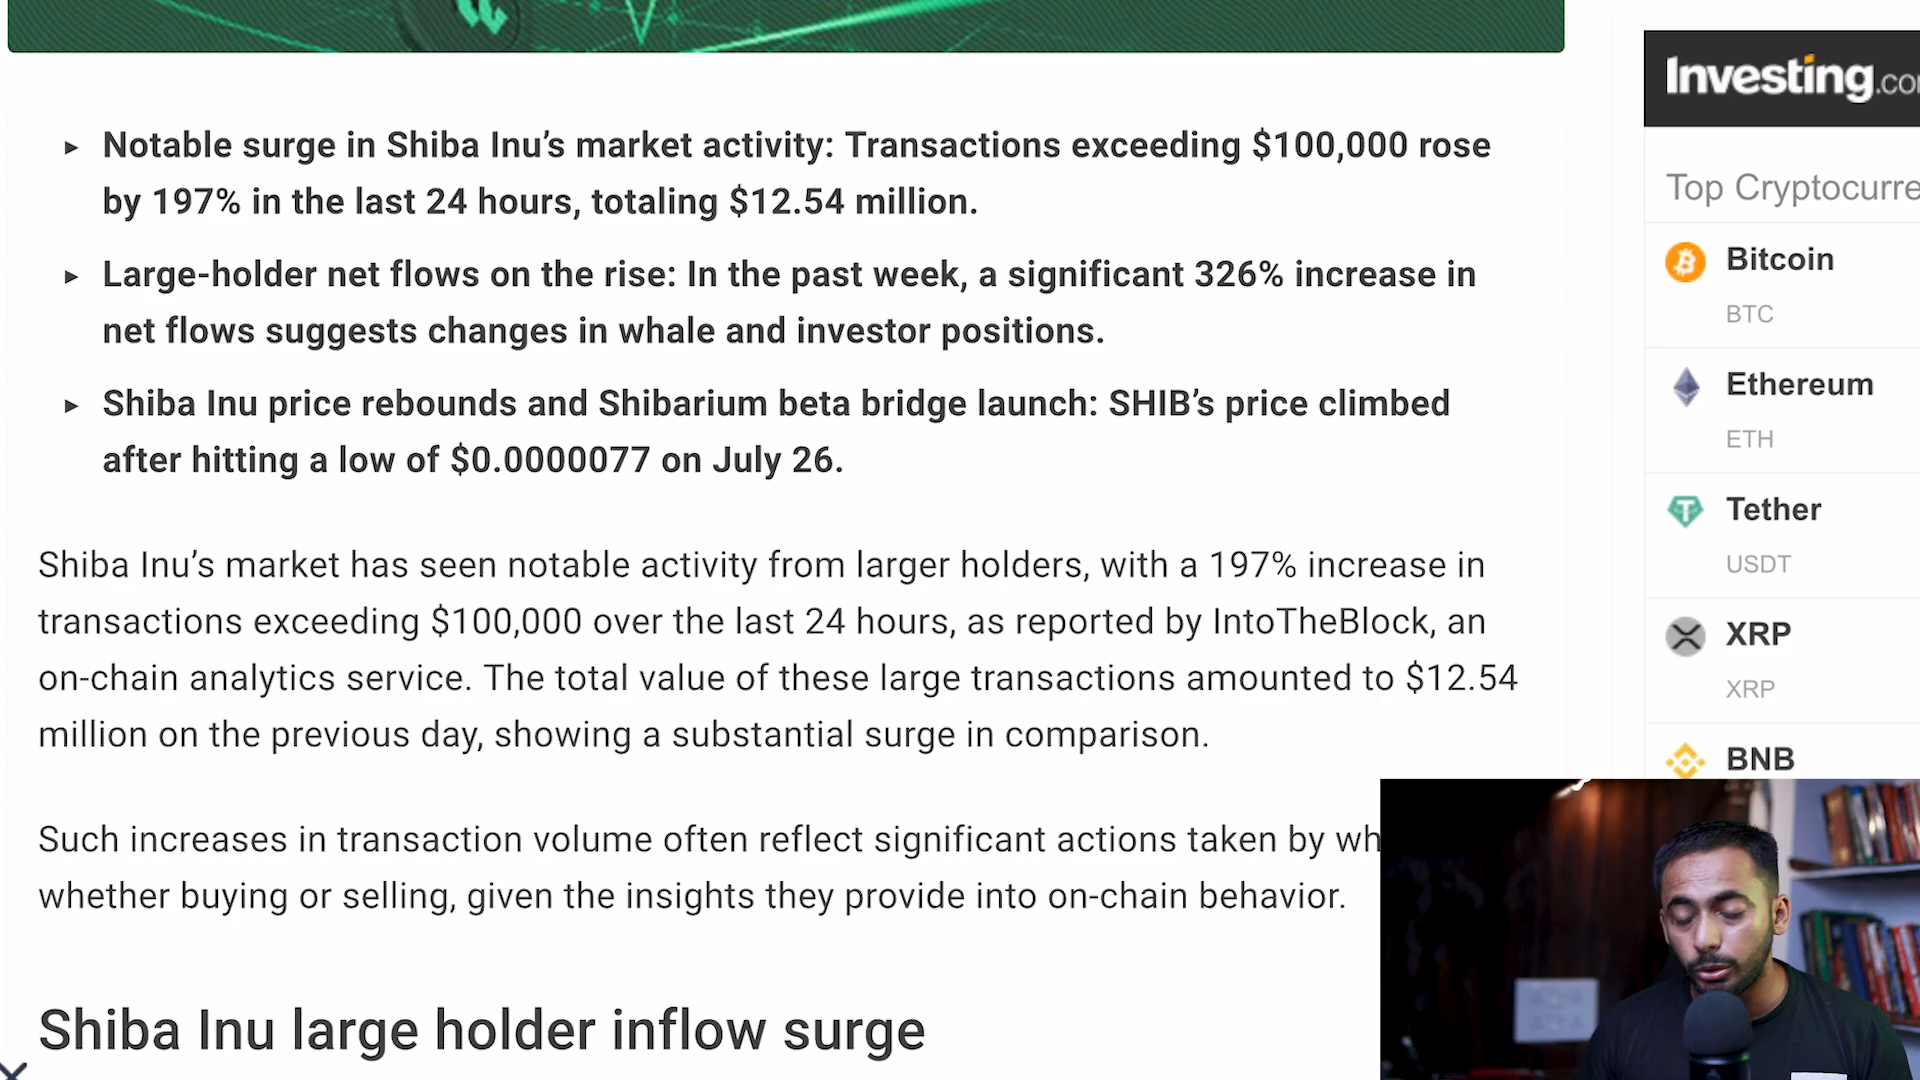 Notable surge in Shiba Inu’s market activity: Transactions exceeding $100,000 rose
by 197% in the last 24 hours, totaling $12.54 million.
Large-holder net flows on the rise: In the past week, a significant 326% increase in
net flows suggests changes in whale and investor positions.
Shiba Inu price rebounds and Shibarium beta bridge launch: SHIB’s price climbed
after hitting a low of $0.0000077 on July 26.
Shiba Inu’s market has seen notable activity from larger holders, with a 197% increase in
transactions exceeding $100,000 over the last 24 hours, as reported by IntoTheBlock, an
on-chain analytics service. The total value of these large transactions amounted to $12.54
million on the previous day, showing a substantial surge in comparison.
Such increases in transaction volume often reflect significant actions taken by
whether buying or selling, given the insights they provide into on-chain behavior.
Shiba Inu large holder inflow surge
Investing
Top
Bitcoin
BTC
Ethereum
ETH
Tether
USDT
XRP
XRP
BNB